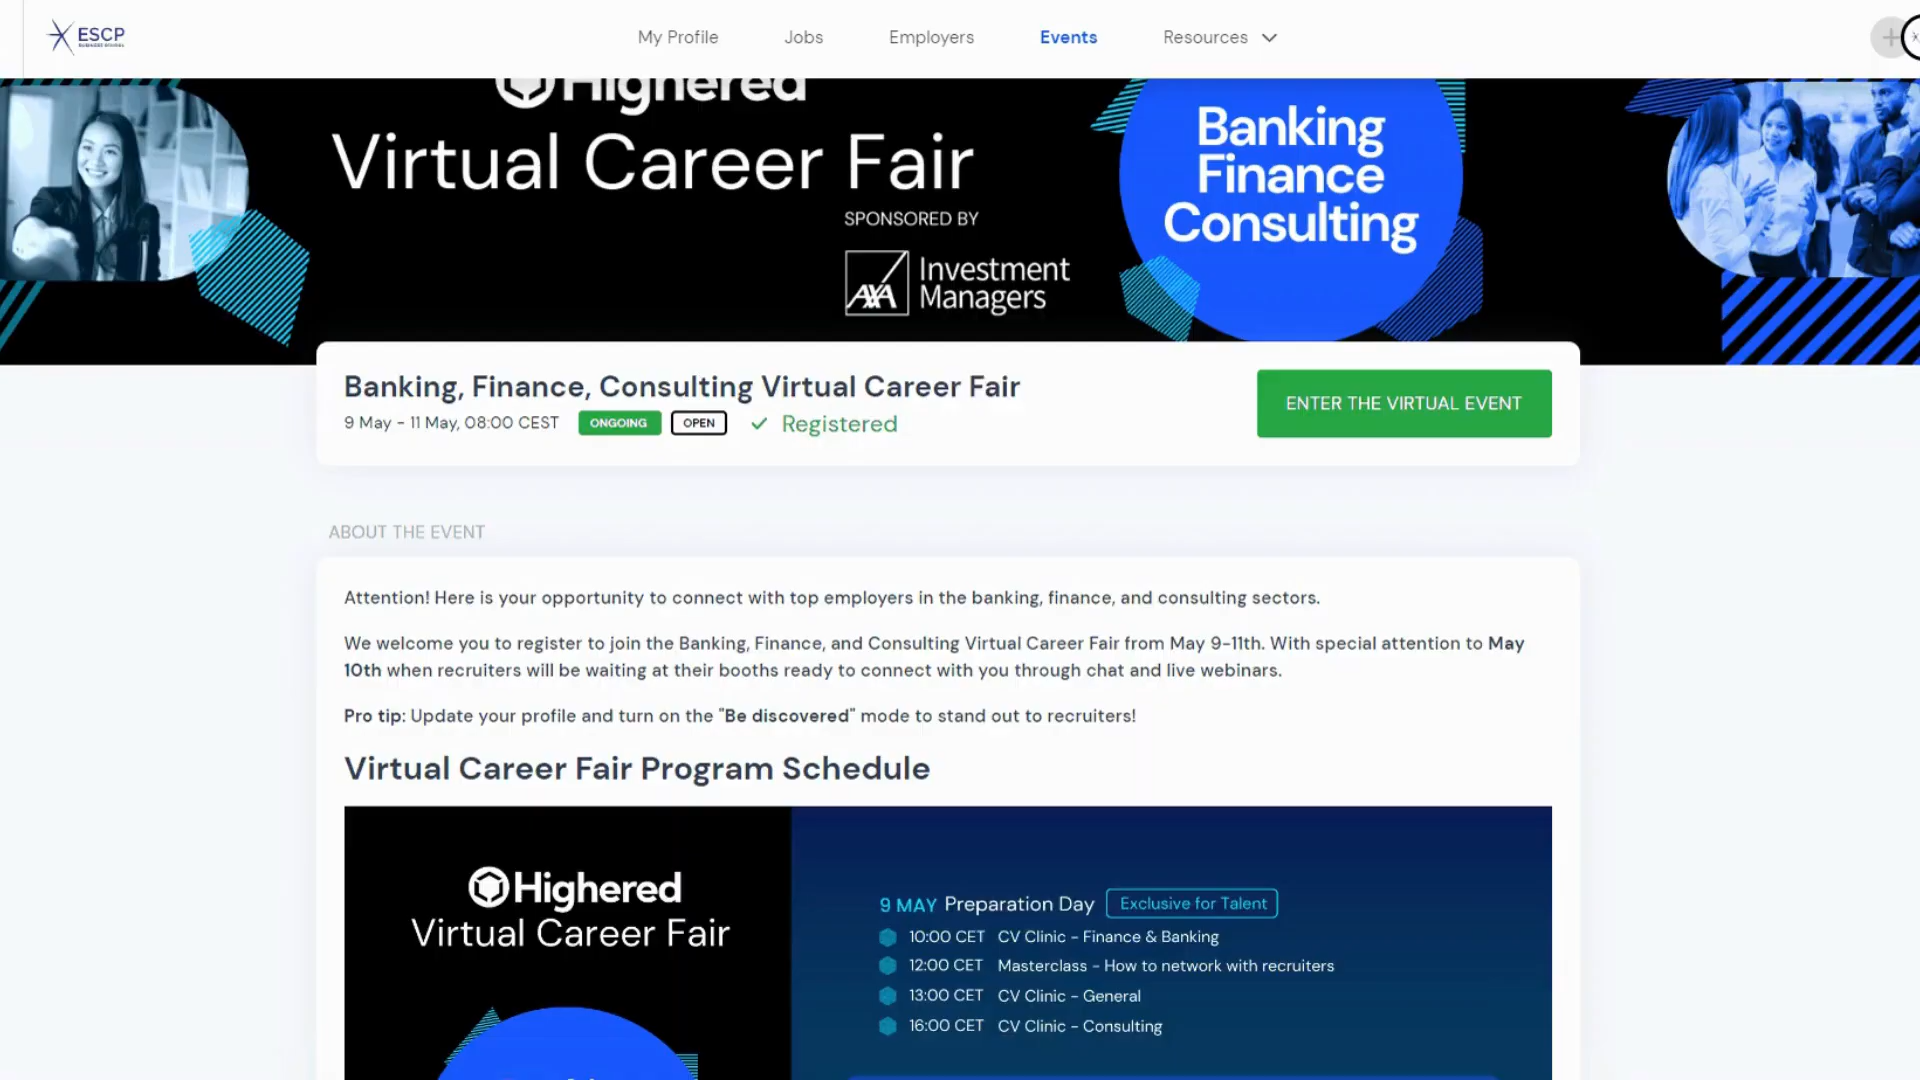 ESCP
BUSINESS SCHOOL
My Profile
Jobs
Employers
Events
Resources
Highered
Virtual Career Fair
SPONSORED BY
AXA
Investment
Managers
Banking
Finance
Consulting
Banking, Finance, Consulting Virtual Career Fair
9 May - 11 May, 08:00 CEST
ONGOING
OPEN
Registered
ENTER THE VIRTUAL EVENT
ABOUT THE EVENT
Attention! Here is your opportunity to connect with top employers in the banking, finance, and consulting sectors.
We welcome you to register to join the Banking, Finance, and Consulting Virtual Career Fair from May 9-11th. With special attention to May
10th when recruiters will be waiting at their booths ready to connect with you through chat and live webinars.
Pro tip: Update your profile and turn on the "Be discovered" mode to stand out to recruiters!
Virtual Career Fair Program Schedule
Highered
Virtual Career Fair
9 MAY Preparation Day Exclusive for Talent
10:00 CET CV Clinic - Finance & Banking
12:00 CET Masterclass - How to network with recruiters
13:00 CET CV Clinic - General
16:00 CET CV Clinic - Consulting